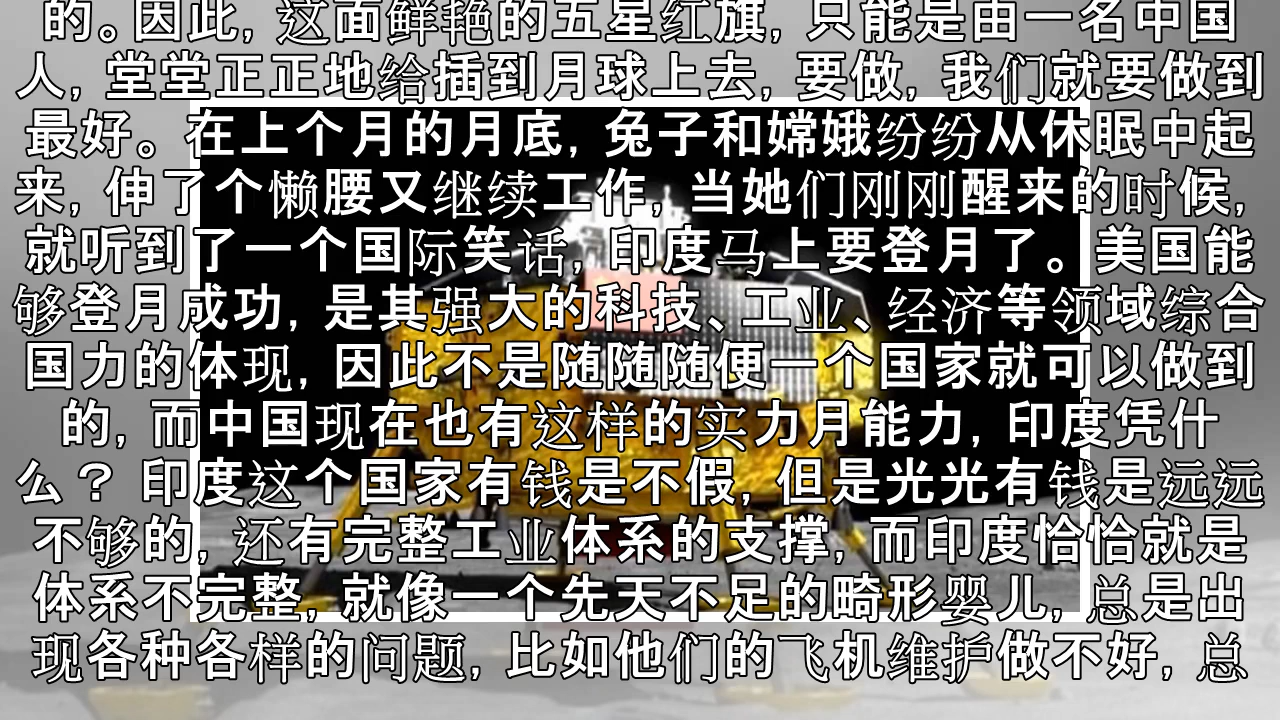 的。因此，这面鲜艳的五星红旗，只能是由一名中国
人，堂堂正正地给插到月球上去，要做，我们就要做到
最好。在上个月的月底，兔子和嫦娥纷纷从休眠中起
来，伸了个懒腰又继续工作，当她们刚刚醒来的时候，
就听到了一个国际笑话，印度马上要登月了。美国能
够登月成功，是其强大的科技、工业、经济等领域综合
国力的体现，因此不是随随随便一个国家就可以做到
的，而中国现在也有这样的实力月能力，印度凭什
么？印度这个国家有钱是不假，但是光光有钱是远远
不够的，还有完整工业体系的支撑，而印度恰恰就是
体系不完整，就像一个先天不足的畸形婴儿，总是出
现各种各样的问题，比如他们的飞机维护做不好，总